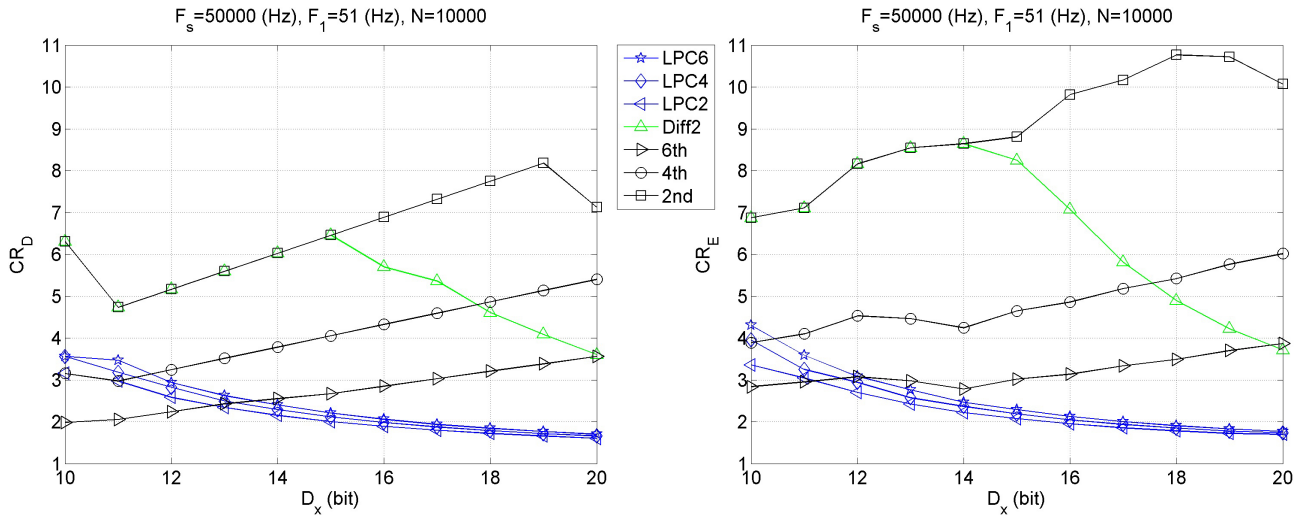 F_s=50000 (Hz), F_1=51 (Hz), N=10000
CR_D
11
10
9
8
7
6
5
4
3
2
1
10 12 14 16 18 20
D_x (bit)
LPC6
LPC4
LPC2
Diff2
6th
4th
2nd
F_s=50000 (Hz), F_1=51 (Hz), N=10000
CR_E
11
10
9
8
7
6
5
4
3
2
1
10 12 14 16 18 20
D_x (bit)